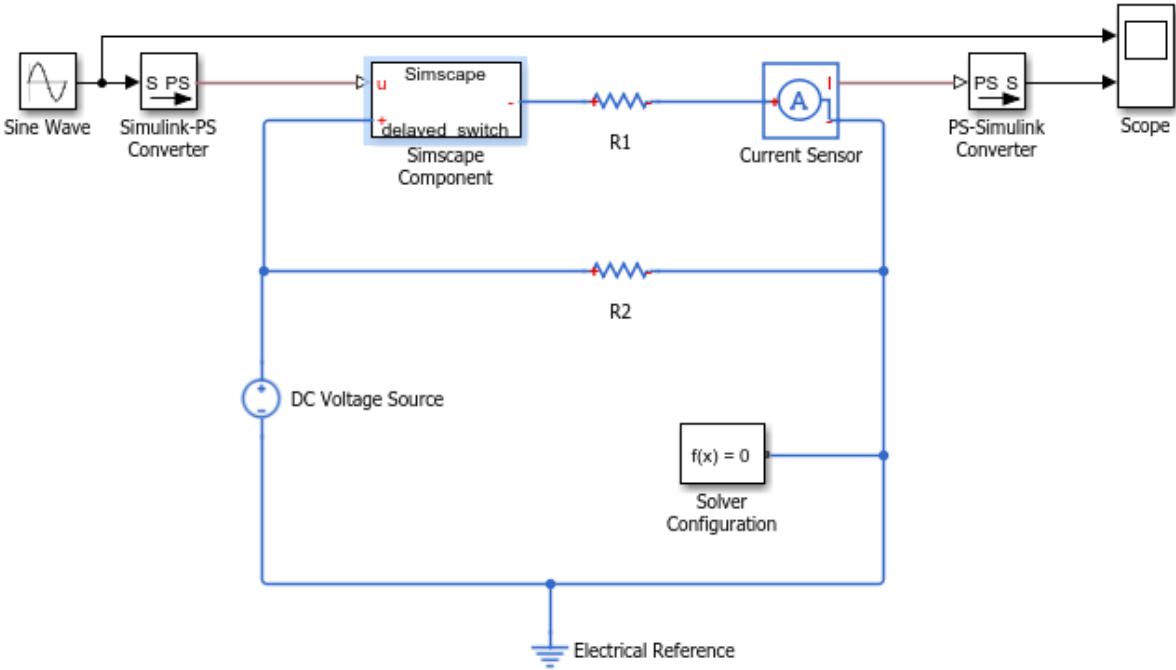 Sine Wave
S PS
Simulink-PS
Converter
Simscape
u
-
+
delayed_switch
Simscape
Component
+
-
R1
+
A
I
-
Current Sensor
PS S
PS-Simulink
Converter
Scope
+
-
R2
+
-
DC Voltage Source
f(x) = 0
Solver
Configuration
Electrical Reference